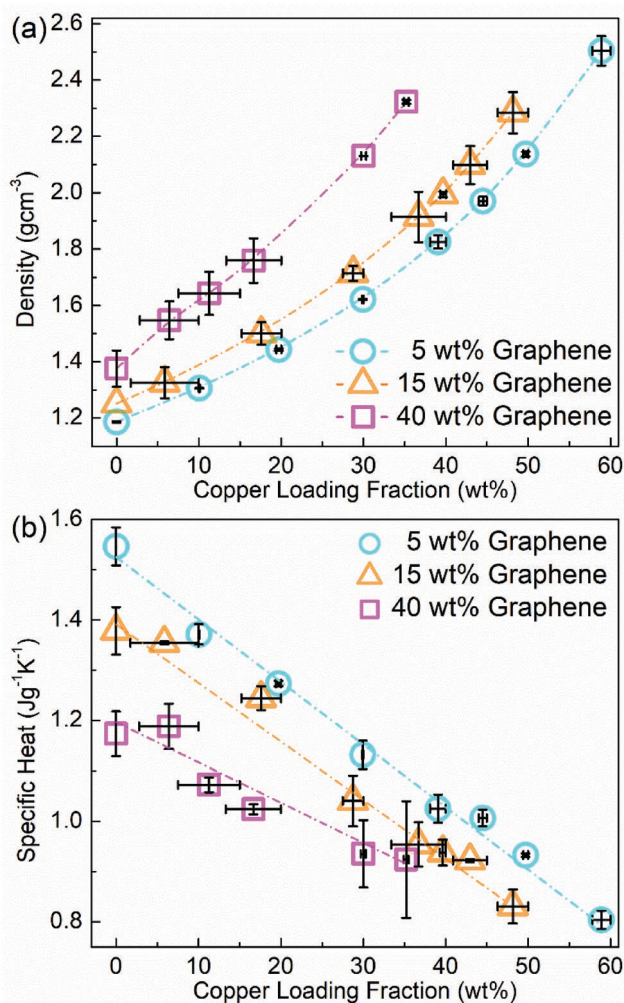 (a)
2.6
2.4
2.2
2.0
1.8
1.6
1.4
1.2
Density (gcm⁻³)
5 wt% Graphene
15 wt% Graphene
40 wt% Graphene
0 10 20 30 40 50 60
Copper Loading Fraction (wt%)
(b)
1.6
1.4
1.2
1.0
0.8
Specific Heat (Jg⁻¹K⁻¹)
5 wt% Graphene
15 wt% Graphene
40 wt% Graphene
0 10 20 30 40 50 60
Copper Loading Fraction (wt%)